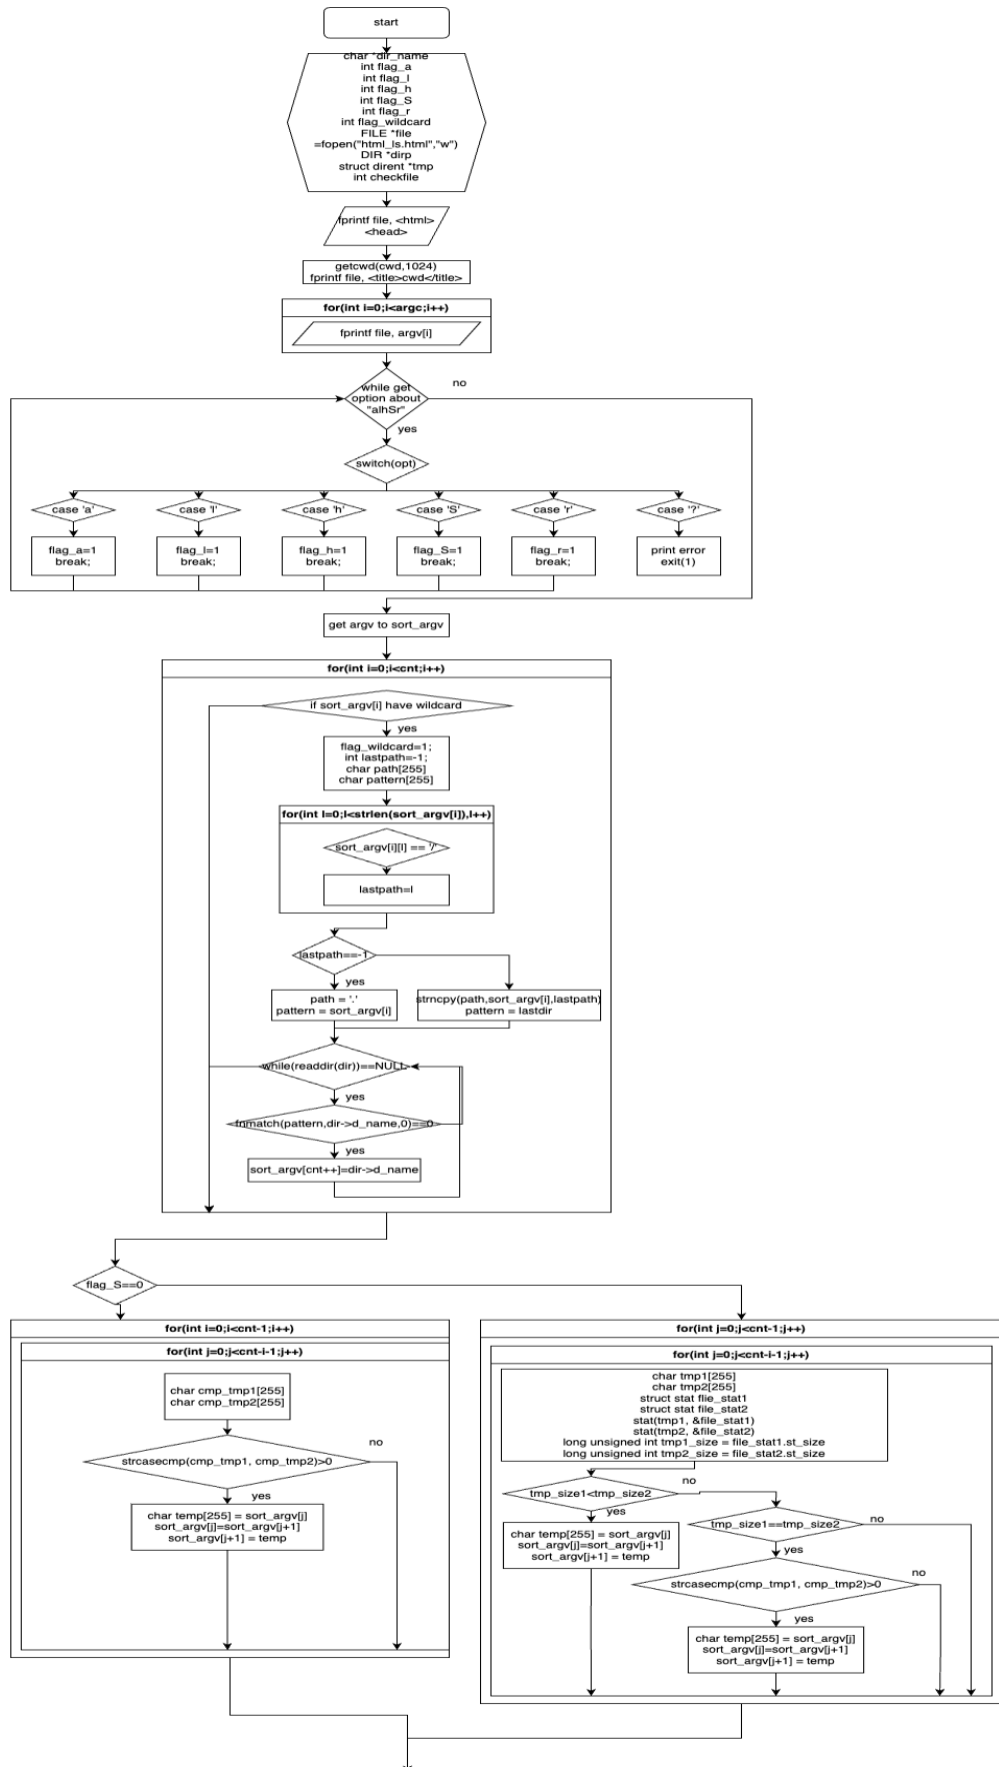 start
char *dir_name
int flag_a
int flag_l
int flag_h
int flag_S
int flag_r
int flag_wildcard
FILE *file
=fopen("html_ls.html","w")
DIR *dirp
struct dirent *tmp
int checkfile
fprintf file, <html>
<head>
getcwd(cwd,1024)
fprintf file, <title>cwd</title>
for(int i=0;i<argc;i++)
fprintf file, argv[i]
while get
option about
"alhSr"
no
yes
switch(opt)
case 'a'
case 'l'
case 'h'
case 'S'
case 'r'
case '?'
flag_a=1
break;
flag_l=1
break;
flag_h=1
break;
flag_S=1
break;
flag_r=1
break;
print error
exit(1)
get argv to sort_argv
for(int i=0;i<cnt;i++)
if sort_argv[i] have wildcard
yes
flag_wildcard=1;
int lastpath=-1;
char path[255]
char pattern[255]
for(int l=0;l<strlen(sort_argv[i]),l++)
sort_argv[i][l] == '/'
lastpath=l
lastpath==-1
yes
path = '.'
pattern = sort_argv[i]
strncpy(path,sort_argv[i],lastpath)
pattern = lastdir
while(readdir(dir))==NULL
yes
fnmatch(pattern,dir->d_name,0)==0
yes
sort_argv[cnt++]=dir->d_name
flag_S==0
for(int i=0;i<cnt-1;i++)
for(int j=0;j<cnt-i-1;j++)
char cmp_tmp1[255]
char cmp_tmp2[255]
no
strcasecmp(cmp_tmp1, cmp_tmp2)>0
yes
char temp[255] = sort_argv[j]
sort_argv[j]=sort_argv[j+1]
sort_argv[j+1] = temp
for(int j=0;j<cnt-1;j++)
for(int j=0;j<cnt-i-1;j++)
char tmp1[255]
char tmp2[255]
struct stat flie_stat1
struct stat file_stat2
stat(tmp1, &file_stat1)
stat(tmp2, &file_stat2)
long unsigned int tmp1_size = file_stat1.st_size
long unsigned int tmp2_size = file_stat2.st_size
no
tmp_size1<tmp_size2
yes
char temp[255] = sort_argv[j]
sort_argv[j]=sort_argv[j+1]
sort_argv[j+1] = temp
tmp_size1==tmp_size2
no
yes
no
strcasecmp(cmp_tmp1, cmp_tmp2)>0
yes
char temp[255] = sort_argv[j]
sort_argv[j]=sort_argv[j+1]
sort_argv[j+1] = temp